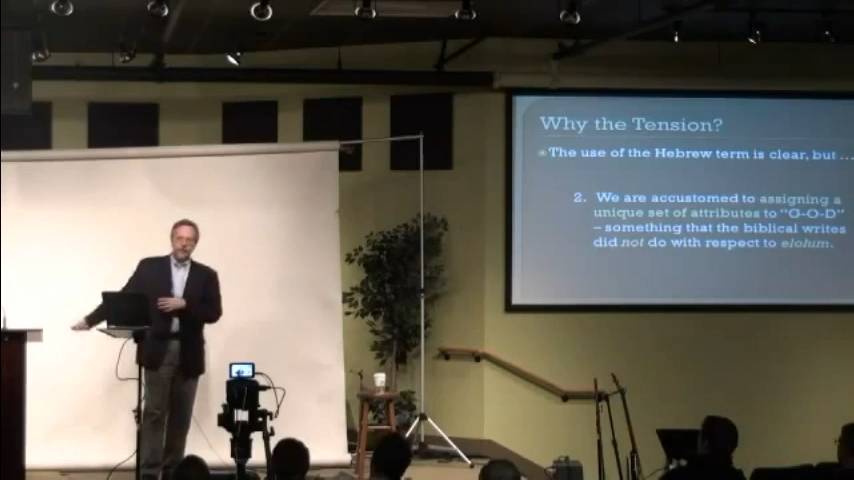 Why the Tension?
The use of the Hebrew term is clear, but ...
2. We are accustomed to assigning a
unique set of attributes to "G-O-D"
– something that the biblical writes
did not do with respect to elohim.